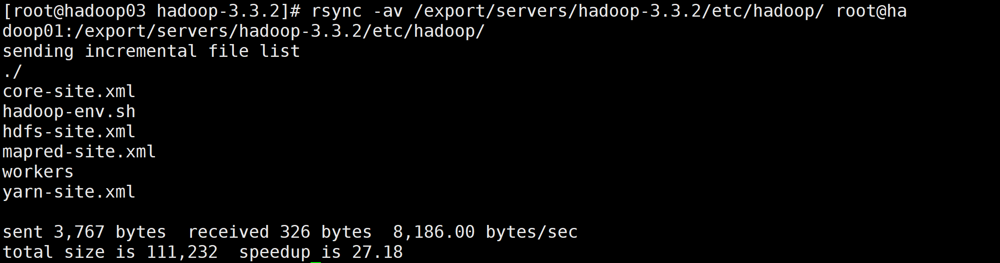 [root@hadoop03 hadoop-3.3.2]# rsync -av /export/servers/hadoop-3.3.2/etc/hadoop/ root@ha
doop01:/export/servers/hadoop-3.3.2/etc/hadoop/
sending incremental file list
./
core-site.xml
hadoop-env.sh
hdfs-site.xml
mapred-site.xml
workers
yarn-site.xml

sent 3,767 bytes  received 326 bytes  8,186.00 bytes/sec
total size is 111,232  speedup is 27.18